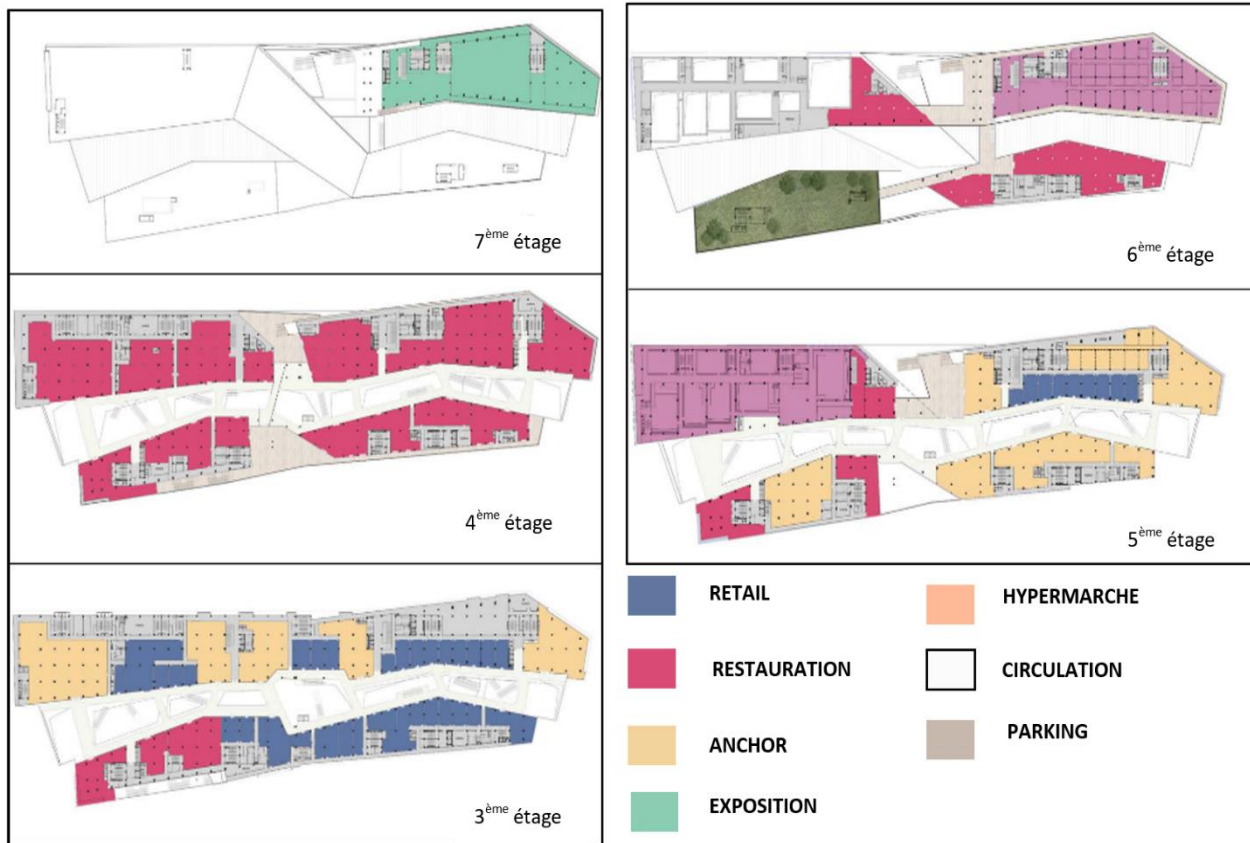 7ème étage
6ème étage
4ème étage
5ème étage
3ème étage
RETAIL
HYPERMARCHE
RESTAURATION
CIRCULATION
ANCHOR
PARKING
EXPOSITION